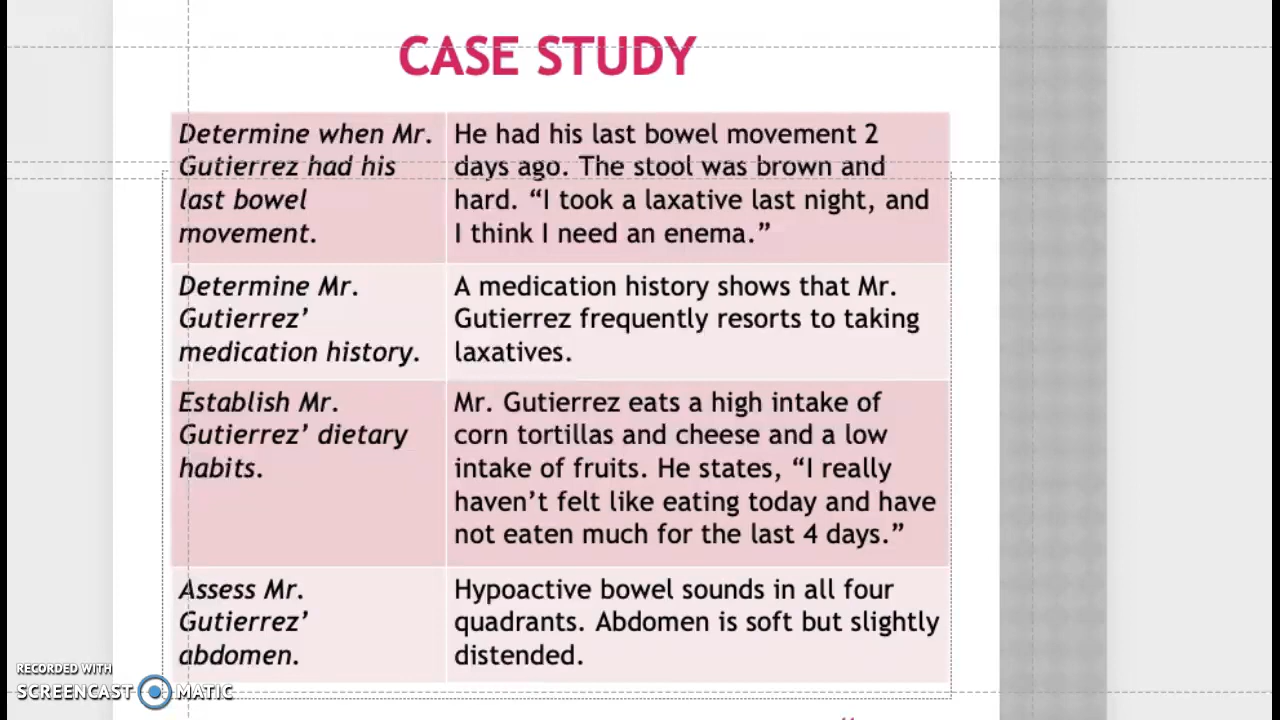 CASE STUDY
Determine when Mr.
Gutierrez had his
last bowel
movement.
He had his last bowel movement 2
days ago. The stool was brown and
hard. “I took a laxative last night, and
I think I need an enema.”
Determine Mr.
Gutierrez’
medication history.
A medication history shows that Mr.
Gutierrez frequently resorts to taking
laxatives.
Establish Mr.
Gutierrez’ dietary
habits.
Mr. Gutierrez eats a high intake of
corn tortillas and cheese and a low
intake of fruits. He states, “I really
haven’t felt like eating today and have
not eaten much for the last 4 days.”
Assess Mr.
Gutierrez’
abdomen.
Hypoactive bowel sounds in all four
quadrants. Abdomen is soft but slightly
distended.
RECORDED WITH
SCREENCAST MATIC